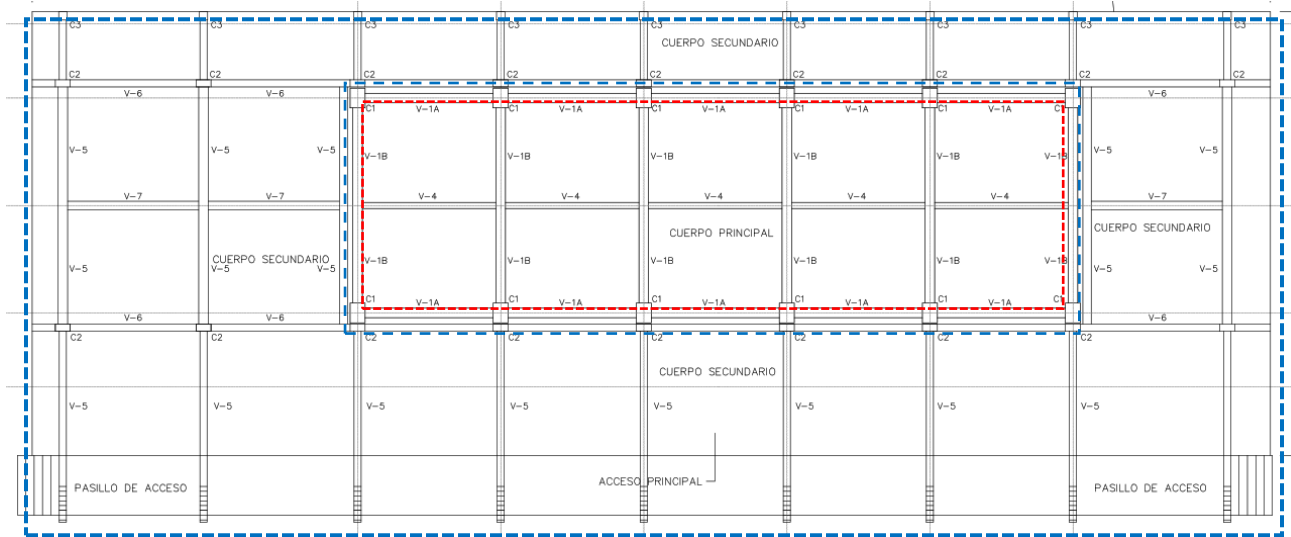 C3 C3 C3 C3 C3 C3 C3 C3 C3
CUERPO SECUNDARIO
C2 C2 C2 C2 C2 C2 C2 C2 C2
V-6 V-6 V-6
C1 V-1A C1 V-1A C1 V-1A C1 V-1A C1 V-1A C1
V-5 V-5 V-5 V-1B V-1B V-1B V-1B V-1B V-1B V-5 V-5
V-7 V-7 V-4 V-4 V-4 V-4 V-4 V-7
CUERPO PRINCIPAL
CUERPO SECUNDARIO
CUERPO SECUNDARIO
V-5 V-5 V-5 V-1B V-1B V-1B V-1B V-1B V-1B V-5 V-5
C1 V-1A C1 V-1A C1 V-1A C1 V-1A C1 V-1A C1
V-6 V-6 V-6
C2 C2 C2 C2 C2 C2 C2 C2
CUERPO SECUNDARIO
V-5 V-5 V-5 V-5 V-5 V-5 V-5 V-5
ACCESO PRINCIPAL
PASILLO DE ACCESO
PASILLO DE ACCESO